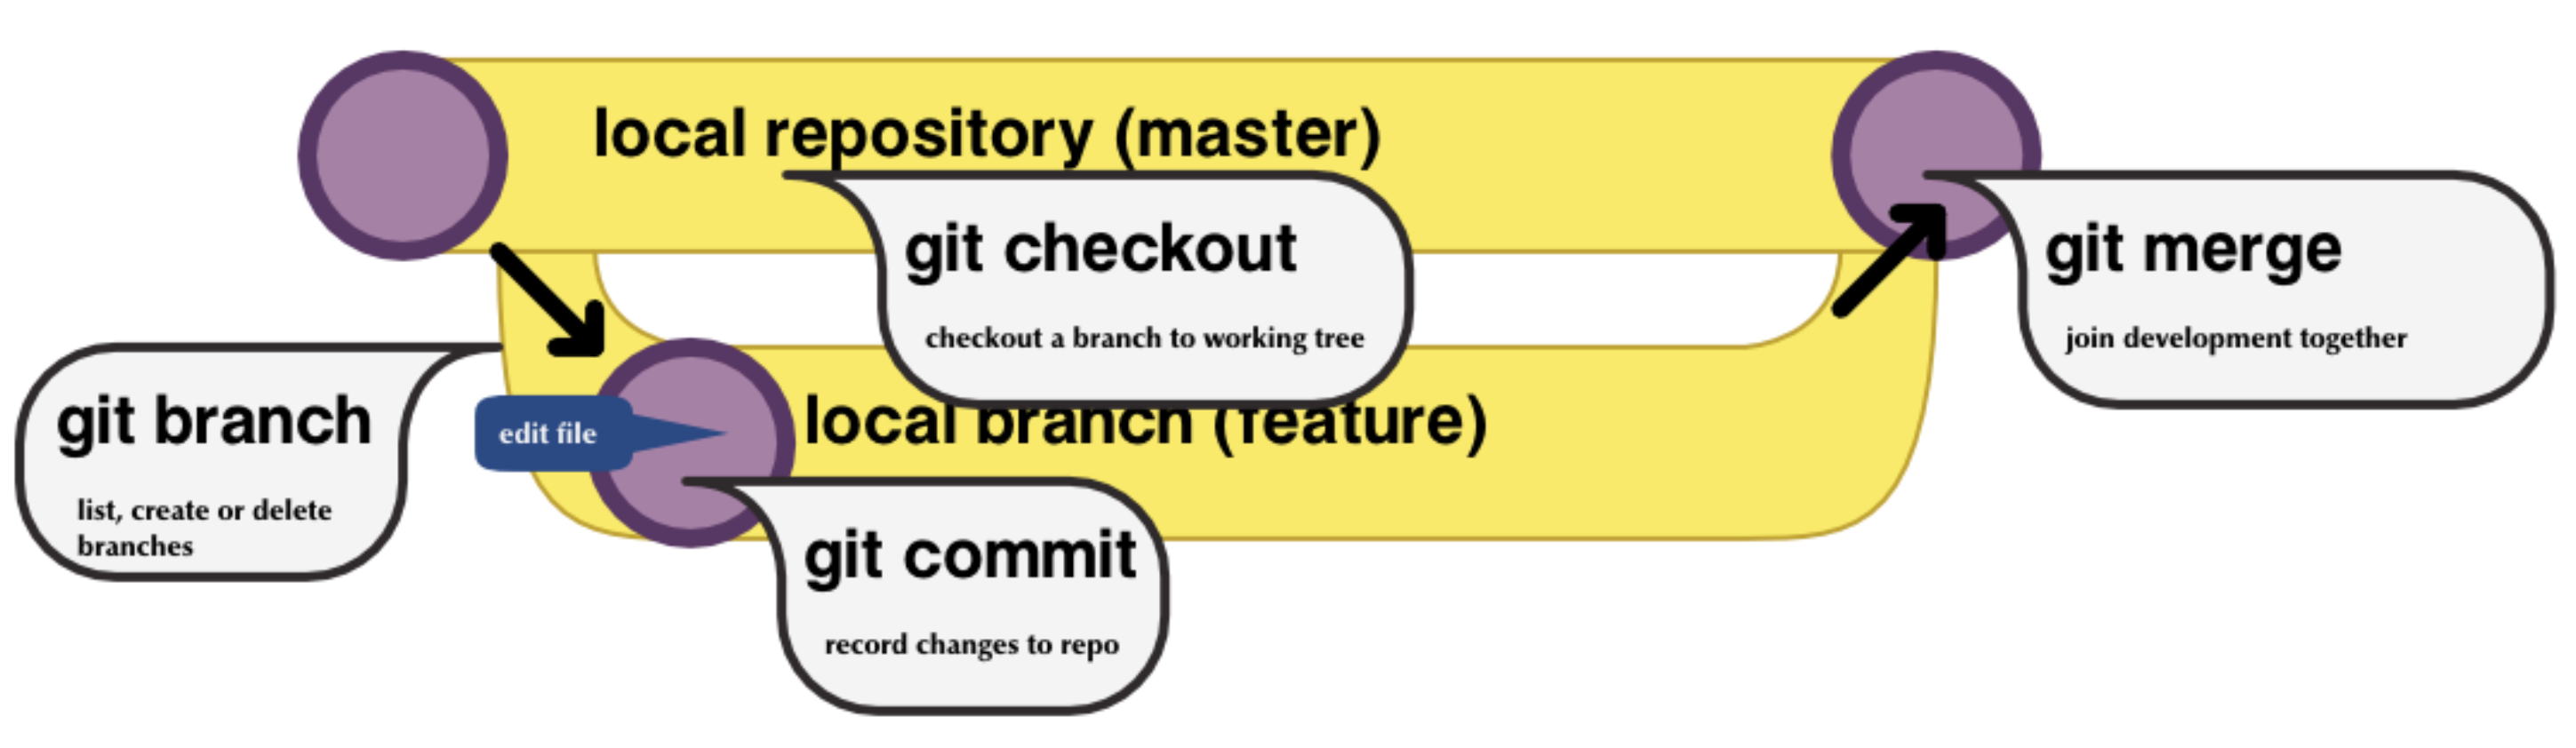 local repository (master)
git checkout
checkout a branch to working tree
git merge
join development together
git branch
list, create or delete
branches
edit file
local branch (feature)
git commit
record changes to repo